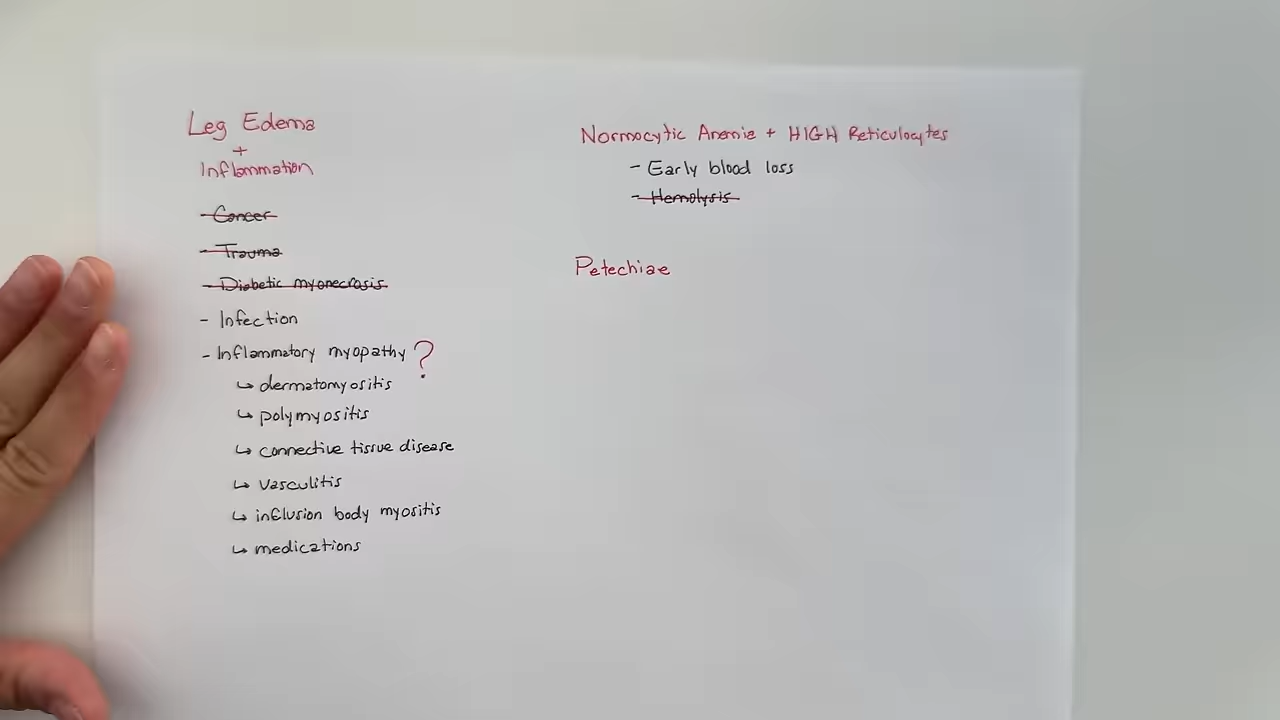 Leg Edema
+
Inflammation
- Cancer
- Trauma
- Diabetic myonecrosis
- Infection
- Inflammatory myopathy ?
↳ dermatomyositis
↳ polymyositis
↳ connective tissue disease
↳ vasculitis
↳ inclusion body myositis
↳ medications
Normocytic Anemia + HIGH Reticulocytes
- Early blood loss
- Hemolysis
Petechiae